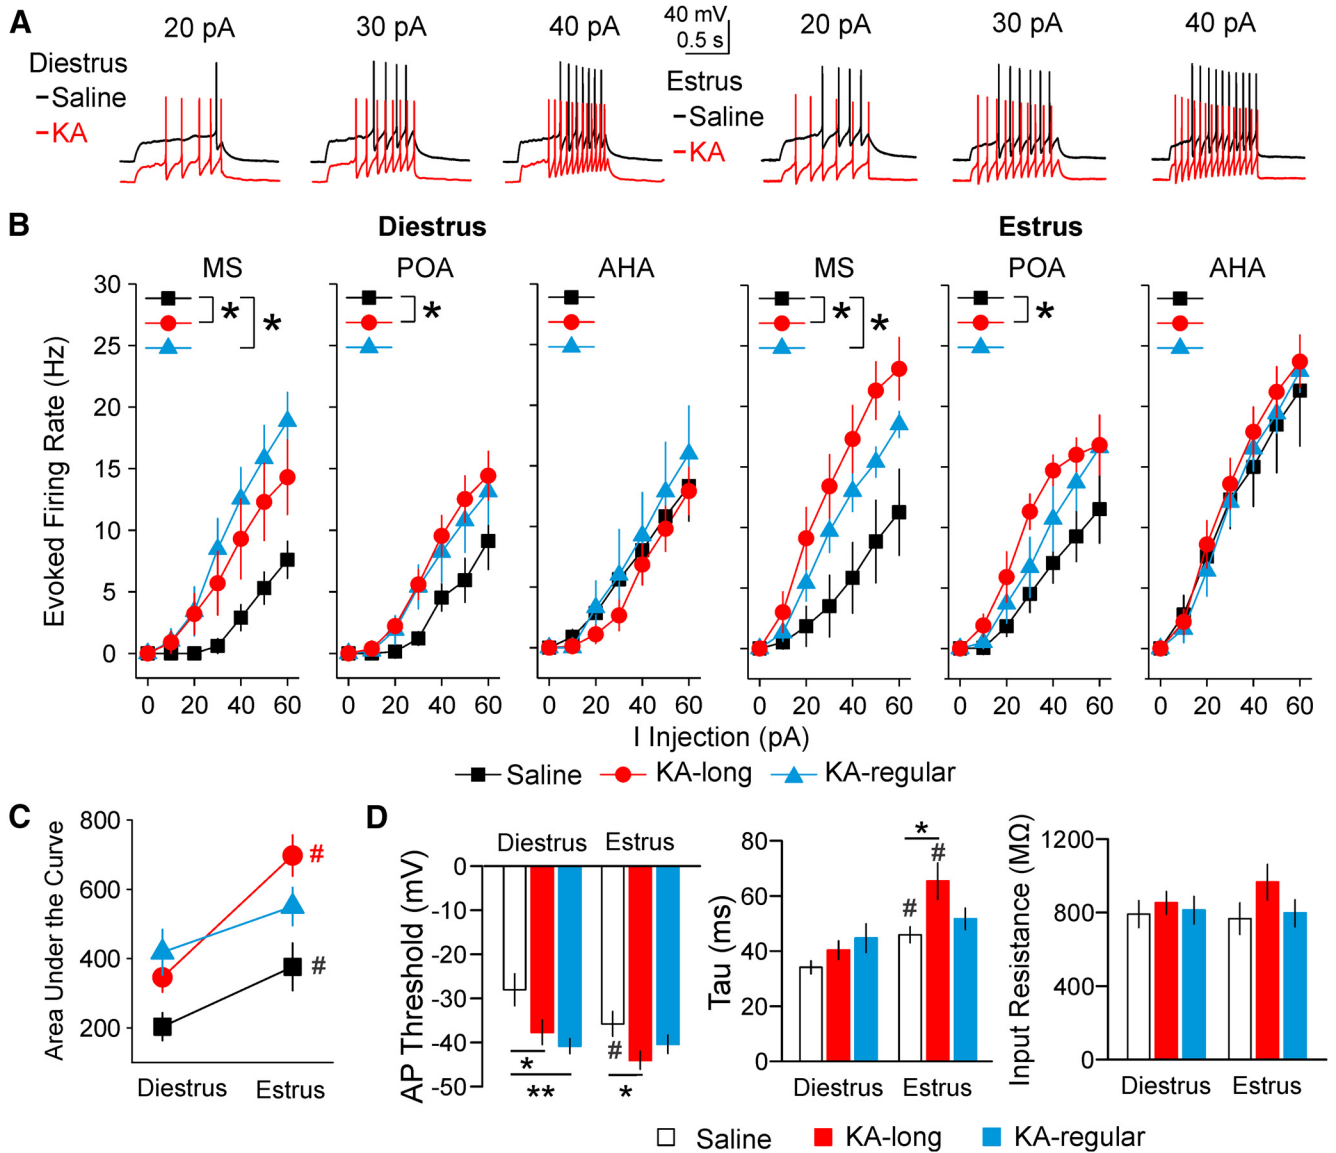 A
20 pA
30 pA
40 pA
40 mV
0.5 s
20 pA
30 pA
40 pA
Diestrus
-Saline
-KA
Estrus
-Saline
-KA
B
Diestrus
Estrus
MS
POA
AHA
MS
POA
AHA
* *
*
* *
*
Evoked Firing Rate (Hz)
30
25
20
15
10
5
0
0 20 40 60
0 20 40 60
0 20 40 60
0 20 40 60
0 20 40 60
0 20 40 60
I Injection (pA)
Saline KA-long KA-regular
C
Area Under the Curve
800
600
400
200
#
#
Diestrus Estrus
D
AP Threshold (mV)
Diestrus Estrus
0
-10
-20
-30
-40
-50
*
**
#
*
Tau (ms)
80
60
40
20
0
*
#
#
Diestrus Estrus
Input Resistance (MΩ)
1200
800
400
0
Diestrus Estrus
Saline KA-long KA-regular